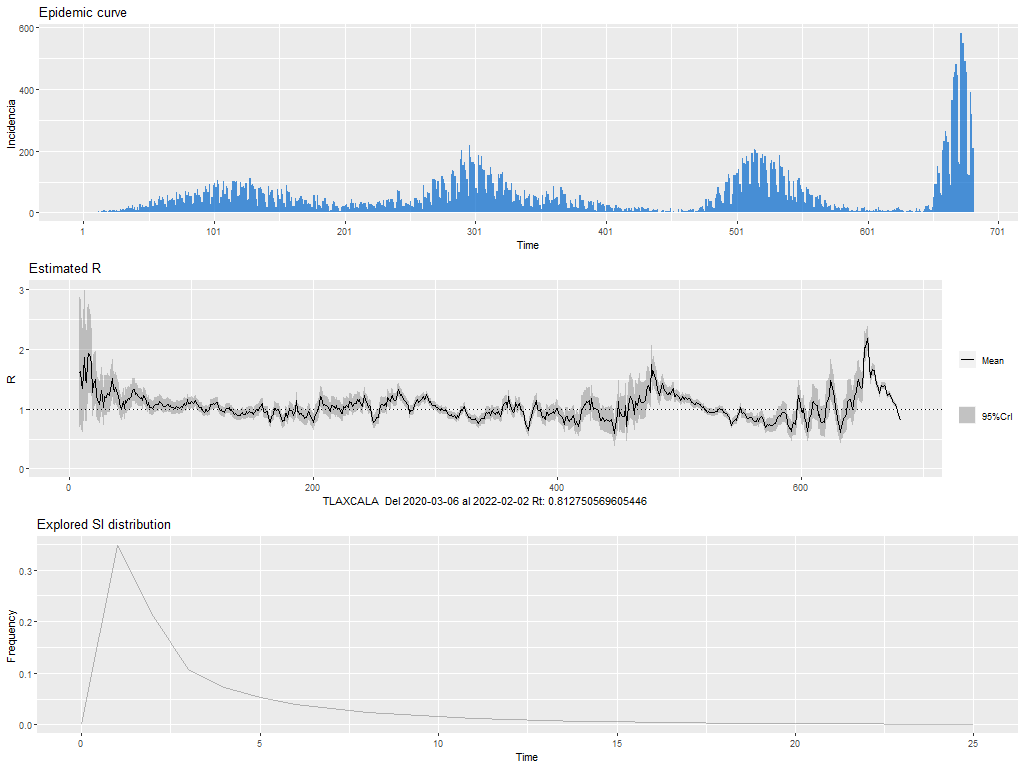 Epidemic curve
Incidencia
600
400
200
0
1 101 201 301 401 501 601 701
Time
Estimated R
R
3
2
1
0
0 200 400 600
TLAXCALA Del 2020-03-06 al 2022-02-02 Rt: 0.812750569605446
Mean
95%CrI
Explored SI distribution
Frequency
0.3
0.2
0.1
0.0
0 5 10 15 20 25
Time